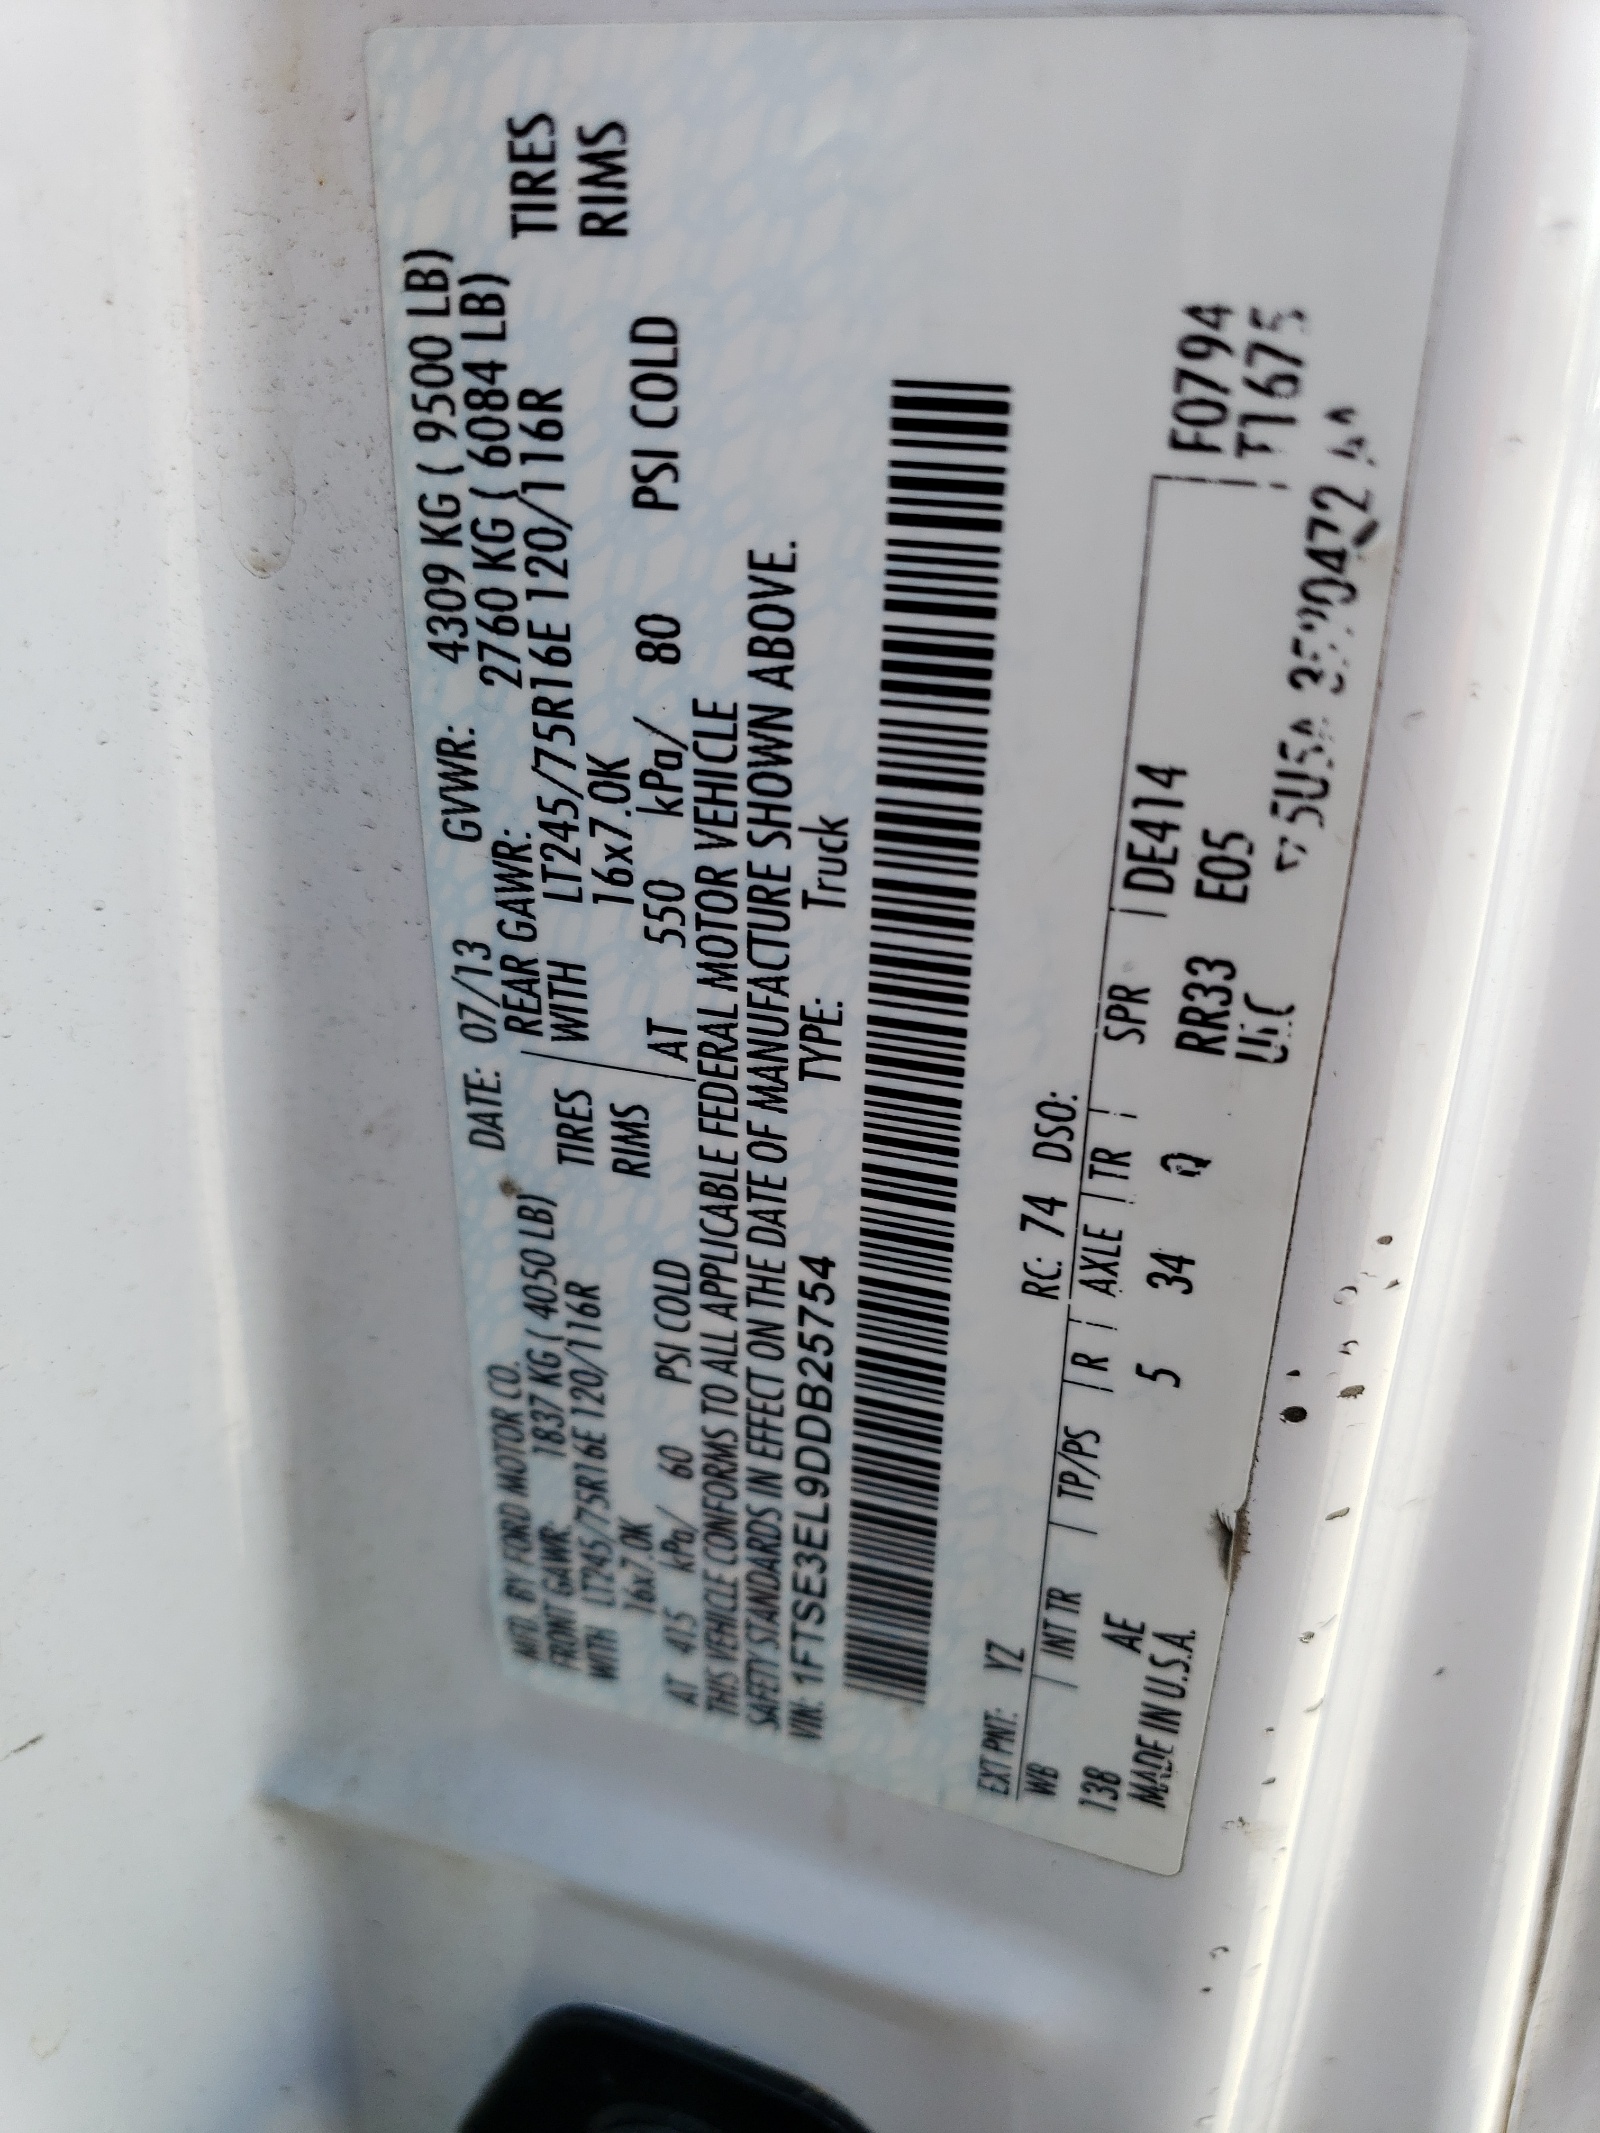 MFD. BY FORD MOTOR CO. DATE: 07/13 GVWR: 4309 KG ( 9500 LB)
FRONT GAWR: 1837 KG ( 4050 LB) REAR GAWR: 2760 KG ( 6084 LB)
WITH LT245/75R16E 120/116R TIRES WITH LT245/75R16E 120/116R TIRES
16x7.0K RIMS 16x7.0K RIMS
AT 415 kPa/ 60 PSI COLD AT 550 kPa/ 80 PSI COLD
THIS VEHICLE CONFORMS TO ALL APPLICABLE FEDERAL MOTOR VEHICLE
SAFETY STANDARDS IN EFFECT ON THE DATE OF MANUFACTURE SHOWN ABOVE.
VIN: 1FTSE3EL9DDB25754 TYPE: Truck
EXT PNT: YZ RC: 74 DSO:
WB INT TR TP/PS R AXLE TR SPR DE414
138 AE 5 34 Q RR33 E05 F0794
MADE IN U.S.A.